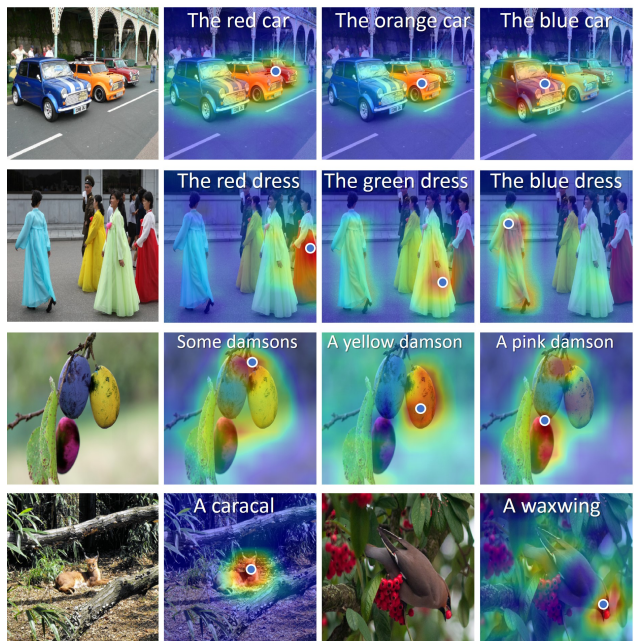 The red car
The orange car
The blue car
The red dress
The green dress
The blue dress
Some damsons
A yellow damson
A pink damson
A caracal
A waxwing